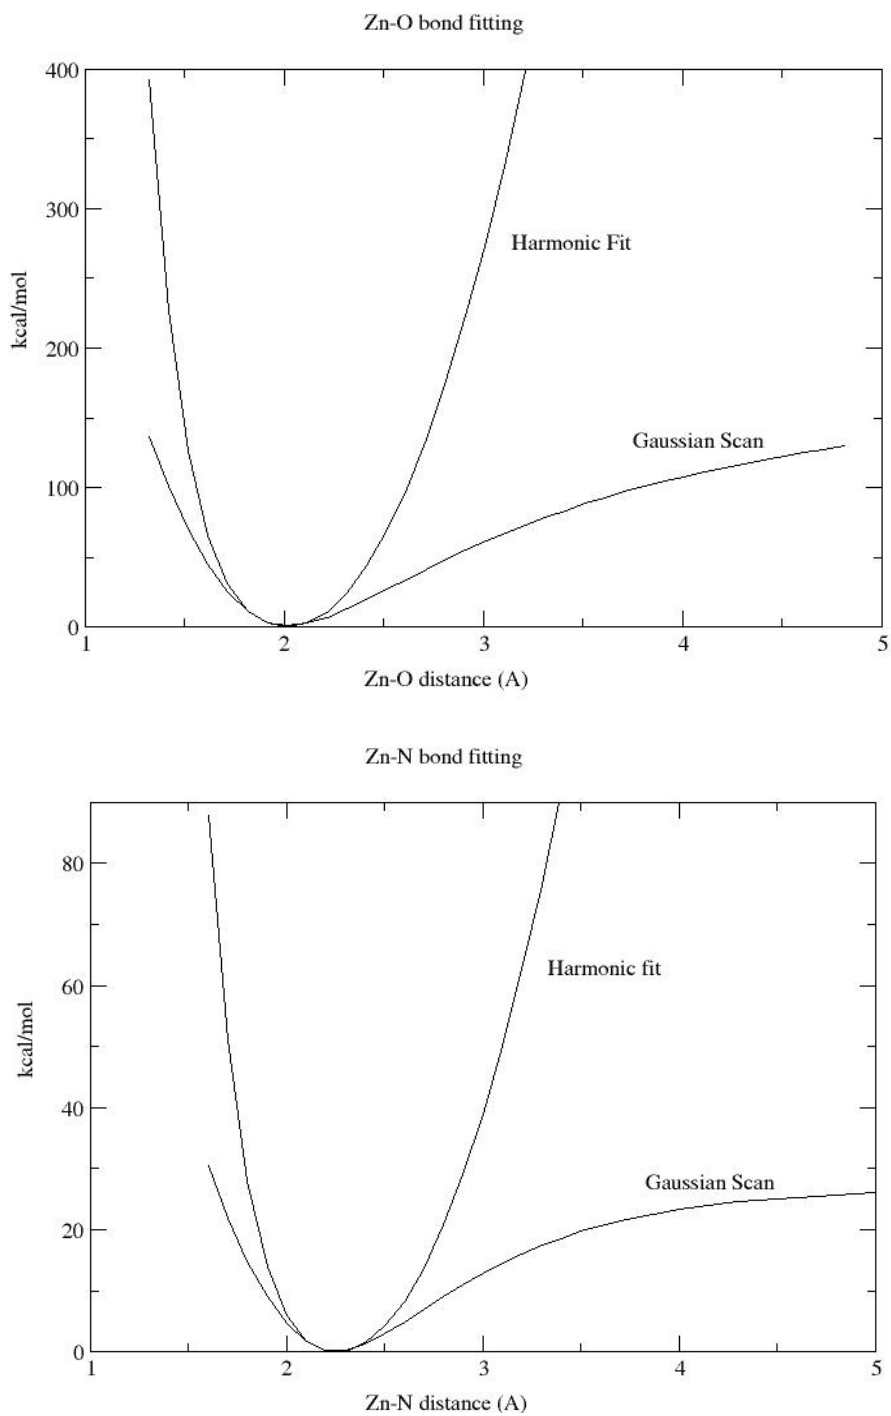 Zn-O bond fitting
400
300
200
100
0
kcal/mol
Harmonic Fit
Gaussian Scan
1 2 3 4 5
Zn-O distance (A)
Zn-N bond fitting
80
60
40
20
0
kcal/mol
Harmonic fit
Gaussian Scan
1 2 3 4 5
Zn-N distance (A)